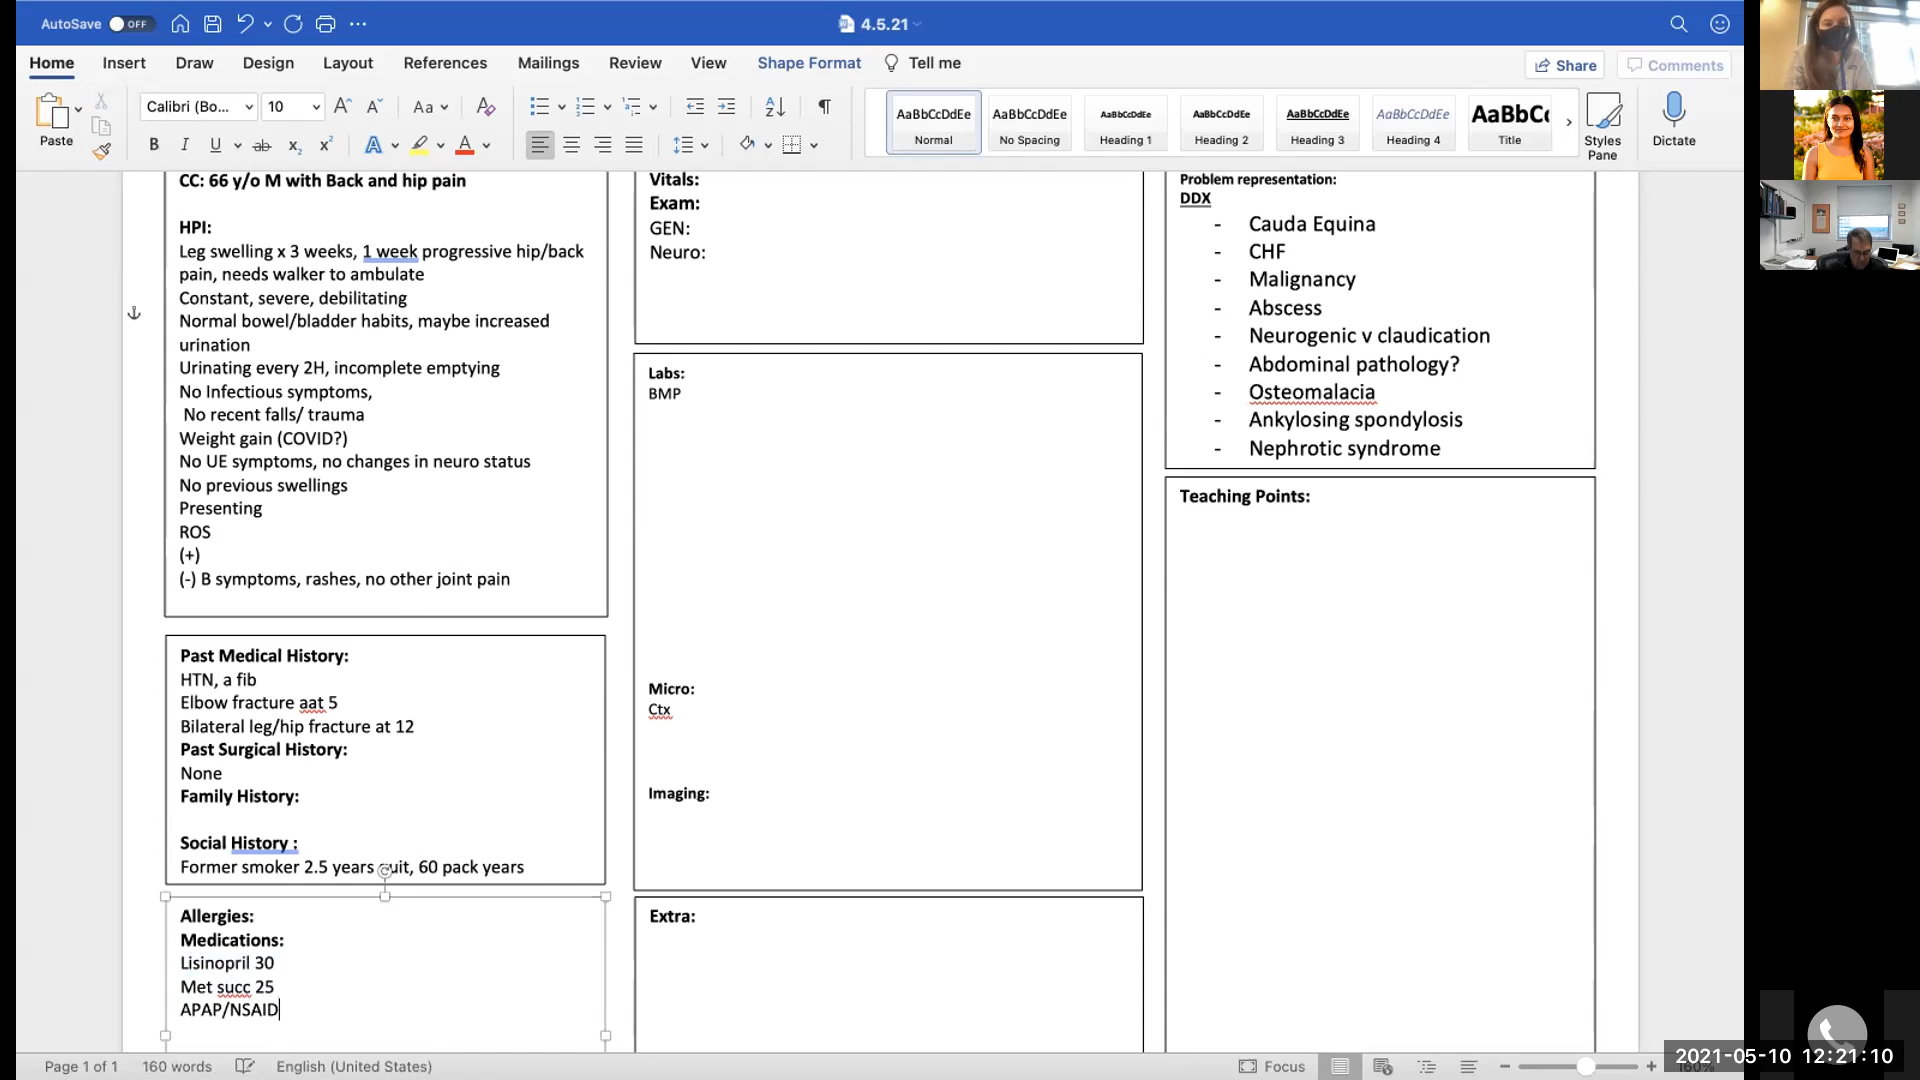 AutoSave OFF
4.5.21
Home Insert Draw Design Layout References Mailings Review View Shape Format Tell me
Share Comments
Paste
Calibri (Bo... 10
Aa
B I U ab x₂ x²
A A
AaBbCcDdEe AaBbCcDdEe AaBbCcDdEe AaBbCcDdEe AaBbCcDdEe AaBbCcDdEe AaBbCc
Normal No Spacing Heading 1 Heading 2 Heading 3 Heading 4 Title
Styles Pane
Dictate
CC: 66 y/o M with Back and hip pain
HPI:
Leg swelling x 3 weeks, 1 week progressive hip/back
pain, needs walker to ambulate
Constant, severe, debilitating
Normal bowel/bladder habits, maybe increased
urination
Urinating every 2H, incomplete emptying
No Infectious symptoms,
No recent falls/ trauma
Weight gain (COVID?)
No UE symptoms, no changes in neuro status
No previous swellings
Presenting
ROS
(+)
(-) B symptoms, rashes, no other joint pain
Past Medical History:
HTN, a fib
Elbow fracture aat 5
Bilateral leg/hip fracture at 12
Past Surgical History:
None
Family History:
Social History :
Former smoker 2.5 years quit, 60 pack years
Allergies:
Medications:
Lisinopril 30
Met succ 25
APAP/NSAID
Vitals:
Exam:
GEN:
Neuro:
Labs:
BMP
Micro:
Ctx
Imaging:
Extra:
Problem representation:
DDX
- Cauda Equina
- CHF
- Malignancy
- Abscess
- Neurogenic v claudication
- Abdominal pathology?
- Osteomalacia
- Ankylosing spondylosis
- Nephrotic syndrome
Teaching Points:
Page 1 of 1 160 words English (United States)
Focus
160%
2021-05-10 12:21:10